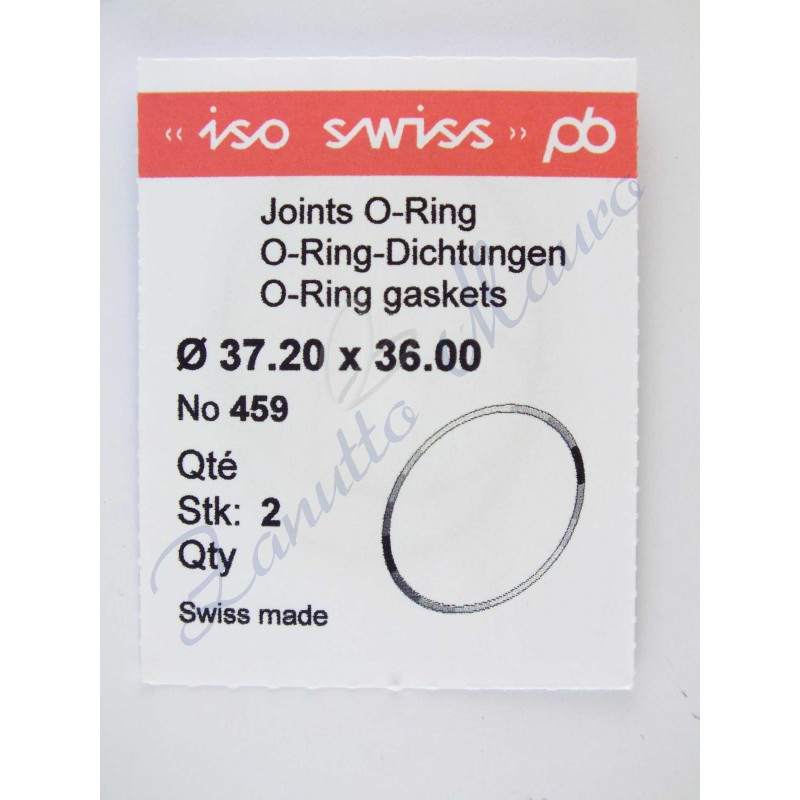 ‹‹ iso swiss ›› pb
Joints O-Ring
O-Ring-Dichtungen
O-Ring gaskets
Ø 37.20 x 36.00
No 459
Qté
Stk: 2
Qty
Swiss made
Zanutto Mauro